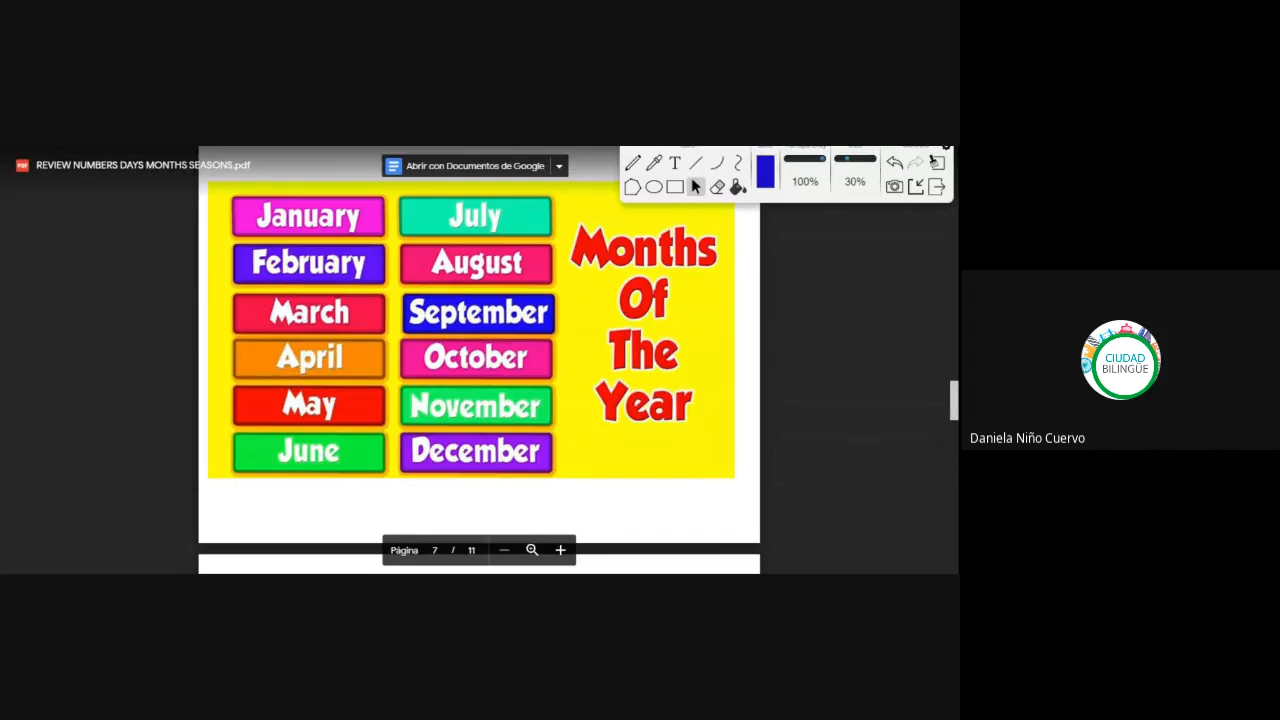 REVIEW NUMBERS DAYS MONTHS SEASONS.pdf
Abrir con Documentos de Google
100%
30%
January
July
February
August
March
September
April
October
May
November
June
December
Months
Of
The
Year
Página 7 / 11
CIUDAD
BILINGÜE
Daniela Niño Cuervo